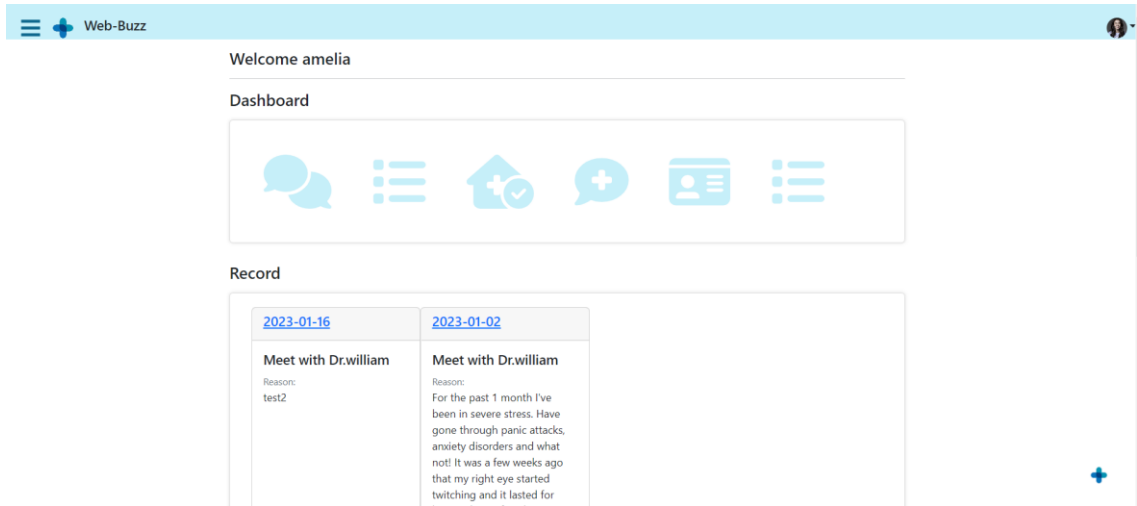 Web-Buzz
Welcome amelia
Dashboard
Record
2023-01-16
Meet with Dr.william
Reason:
test2
2023-01-02
Meet with Dr.william
Reason:
For the past 1 month I've
been in severe stress. Have
gone through panic attacks,
anxiety disorders and what
not! It was a few weeks ago
that my right eye started
twitching and it lasted for